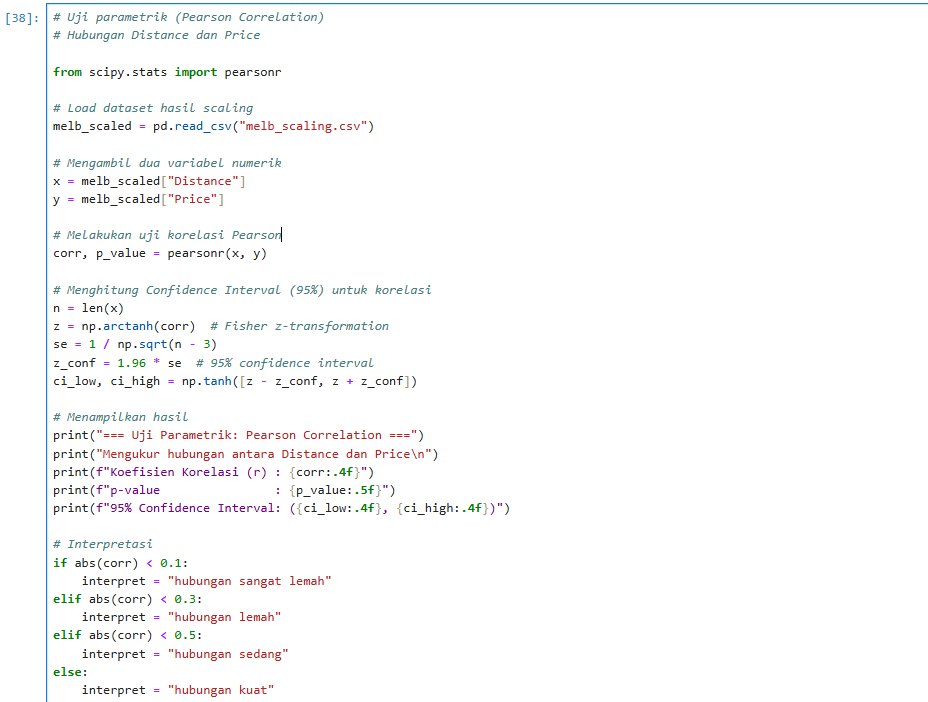 [38]:
# Uji parametrik (Pearson Correlation)
# Hubungan Distance dan Price
from scipy.stats import pearsonr
# Load dataset hasil scaling
melb_scaled = pd.read_csv("melb_scaling.csv")
# Mengambil dua variabel numerik
x = melb_scaled["Distance"]
y = melb_scaled["Price"]
# Melakukan uji korelasi Pearson
corr, p_value = pearsonr(x, y)
# Menghitung Confidence Interval (95%) untuk korelasi
n = len(x)
z = np.arctanh(corr)  # Fisher z-transformation
se = 1 / np.sqrt(n - 3)
z_conf = 1.96 * se  # 95% confidence interval
ci_low, ci_high = np.tanh([z - z_conf, z + z_conf])
# Menampilkan hasil
print("=== Uji Parametrik: Pearson Correlation ===")
print("Mengukur hubungan antara Distance dan Price\n")
print(f"Koefisien Korelasi (r) : {corr:.4f}")
print(f"p-value                : {p_value:.5f}")
print(f"95% Confidence Interval: ({ci_low:.4f}, {ci_high:.4f})")
# Interpretasi
if abs(corr) < 0.1:
    interpret = "hubungan sangat lemah"
elif abs(corr) < 0.3:
    interpret = "hubungan lemah"
elif abs(corr) < 0.5:
    interpret = "hubungan sedang"
else:
    interpret = "hubungan kuat"